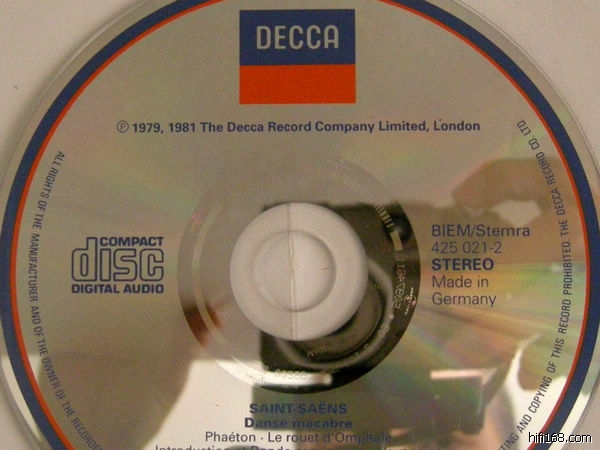 DECCA
℗ 1979, 1981 The Decca Record Company Limited, London
ALL RIGHTS OF THE MANUFACTURER AND OF THE OWNER OF THE RECORDED
COMPACT
disc
DIGITAL AUDIO
BIEM/Stemra
425 021-2
STEREO
Made in
Germany
AND COPYING OF THIS RECORD PROHIBITED. THE DECCA RECORD CO. LTD.
SAINT-SAËNS
Danse macabre
Phaéton · Le rouet d'Omphale
Introduction
hifi168.com